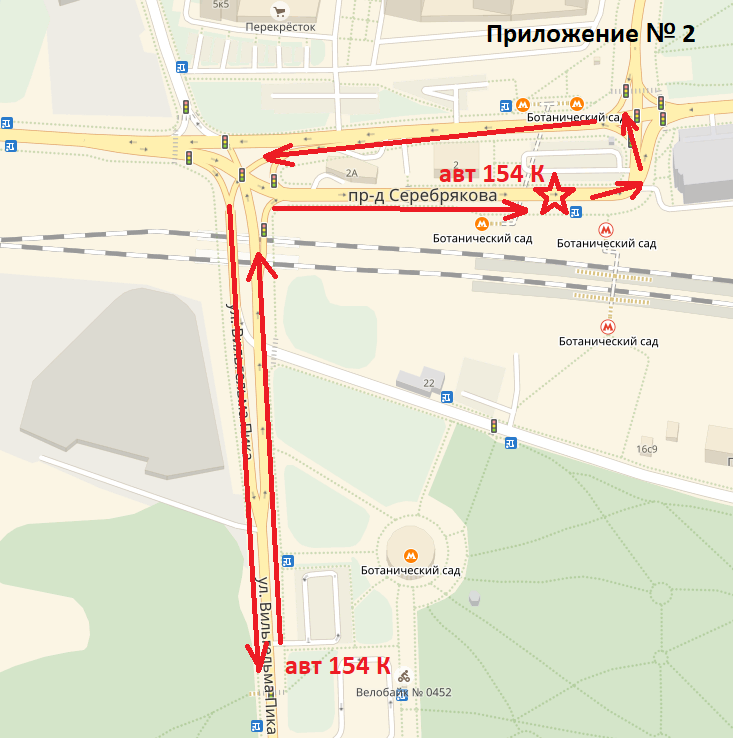 5к5
Перекрёсток
Приложение № 2
Ботанический сад
2А
2
авт 154 К
пр-д Серебрякова
Ботанический сад
Ботанический сад
ул. Вильгельма Пика
Ботанический сад
22
16с9
Ботанический сад
ул. Вильгельма Пика
авт 154 К
Велобайк № 0452